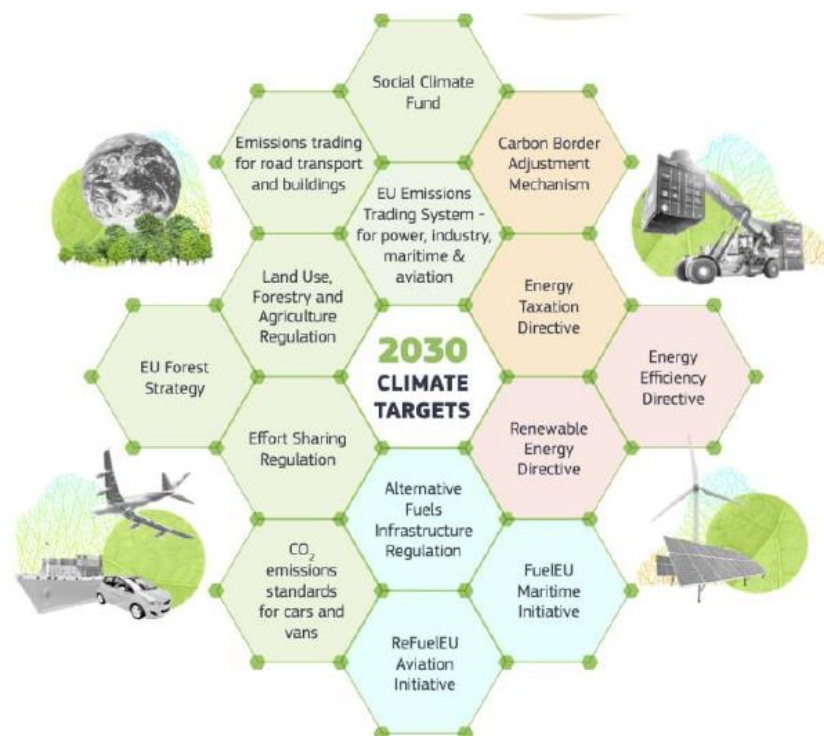 Social Climate
Fund
Emissions trading
for road transport
and buildings
Carbon Border
Adjustment
Mechanism
EU Emissions
Trading System -
for power, industry,
maritime &
aviation
Land Use,
Forestry and
Agriculture
Regulation
Energy
Taxation
Directive
EU Forest
Strategy
2030
CLIMATE
TARGETS
Energy
Efficiency
Directive
Effort Sharing
Regulation
Renewable
Energy
Directive
Alternative
Fuels
Infrastructure
Regulation
CO₂
emissions
standards
for cars and
vans
FuelEU
Maritime
Initiative
ReFuelEU
Aviation
Initiative